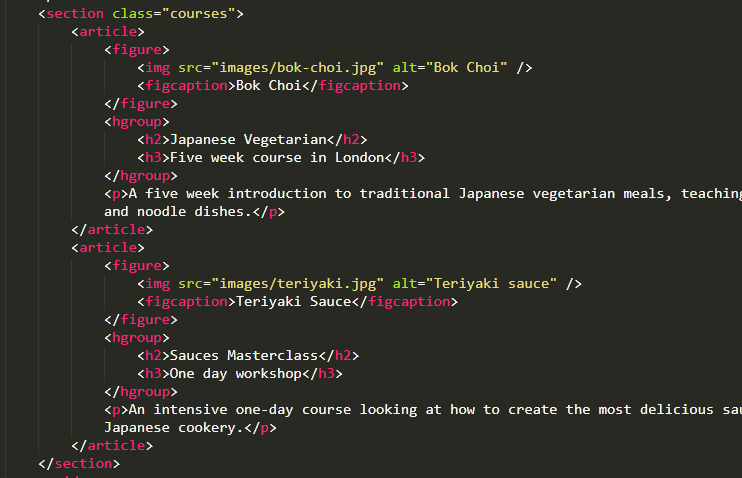 <section class="courses">
<article>
<figure>
<img src="images/bok-choi.jpg" alt="Bok Choi" />
<figcaption>Bok Choi</figcaption>
</figure>
<hgroup>
<h2>Japanese Vegetarian</h2>
<h3>Five week course in London</h3>
</hgroup>
<p>A five week introduction to traditional Japanese vegetarian meals, teaching
and noodle dishes.</p>
</article>
<article>
<figure>
<img src="images/teriyaki.jpg" alt="Teriyaki sauce" />
<figcaption>Teriyaki Sauce</figcaption>
</figure>
<hgroup>
<h2>Sauces Masterclass</h2>
<h3>One day workshop</h3>
</hgroup>
<p>An intensive one-day course looking at how to create the most delicious
Japanese cookery.</p>
</article>
</section>